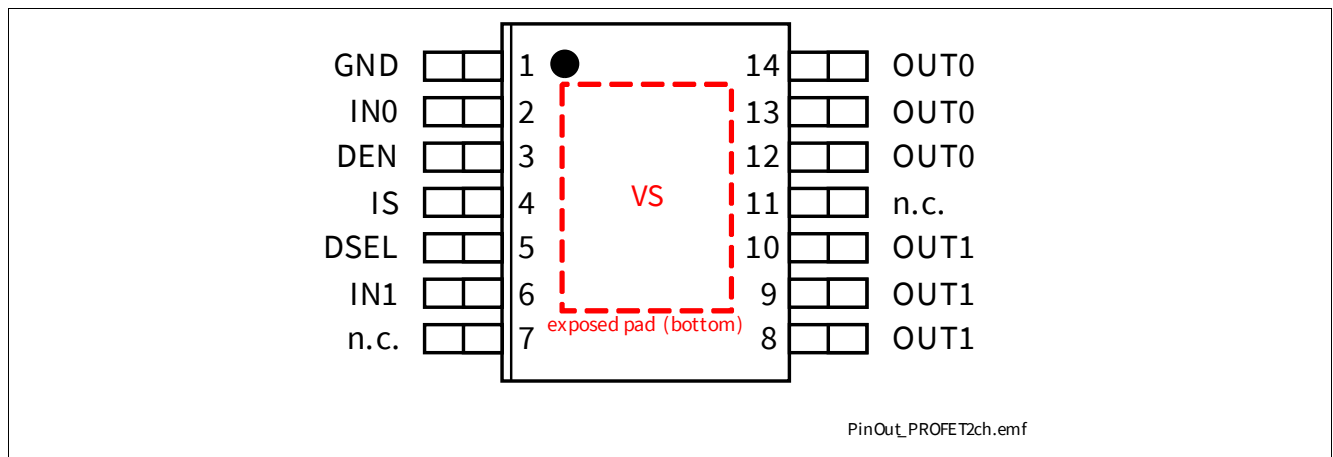 GND 1 14 OUT0
IN0 2 13 OUT0
DEN 3 12 OUT0
IS 4 VS 11 n.c.
DSEL 5 10 OUT1
IN1 6 9 OUT1
exposed pad (bottom)
n.c. 7 8 OUT1
PinOut_PROFET2ch.emf